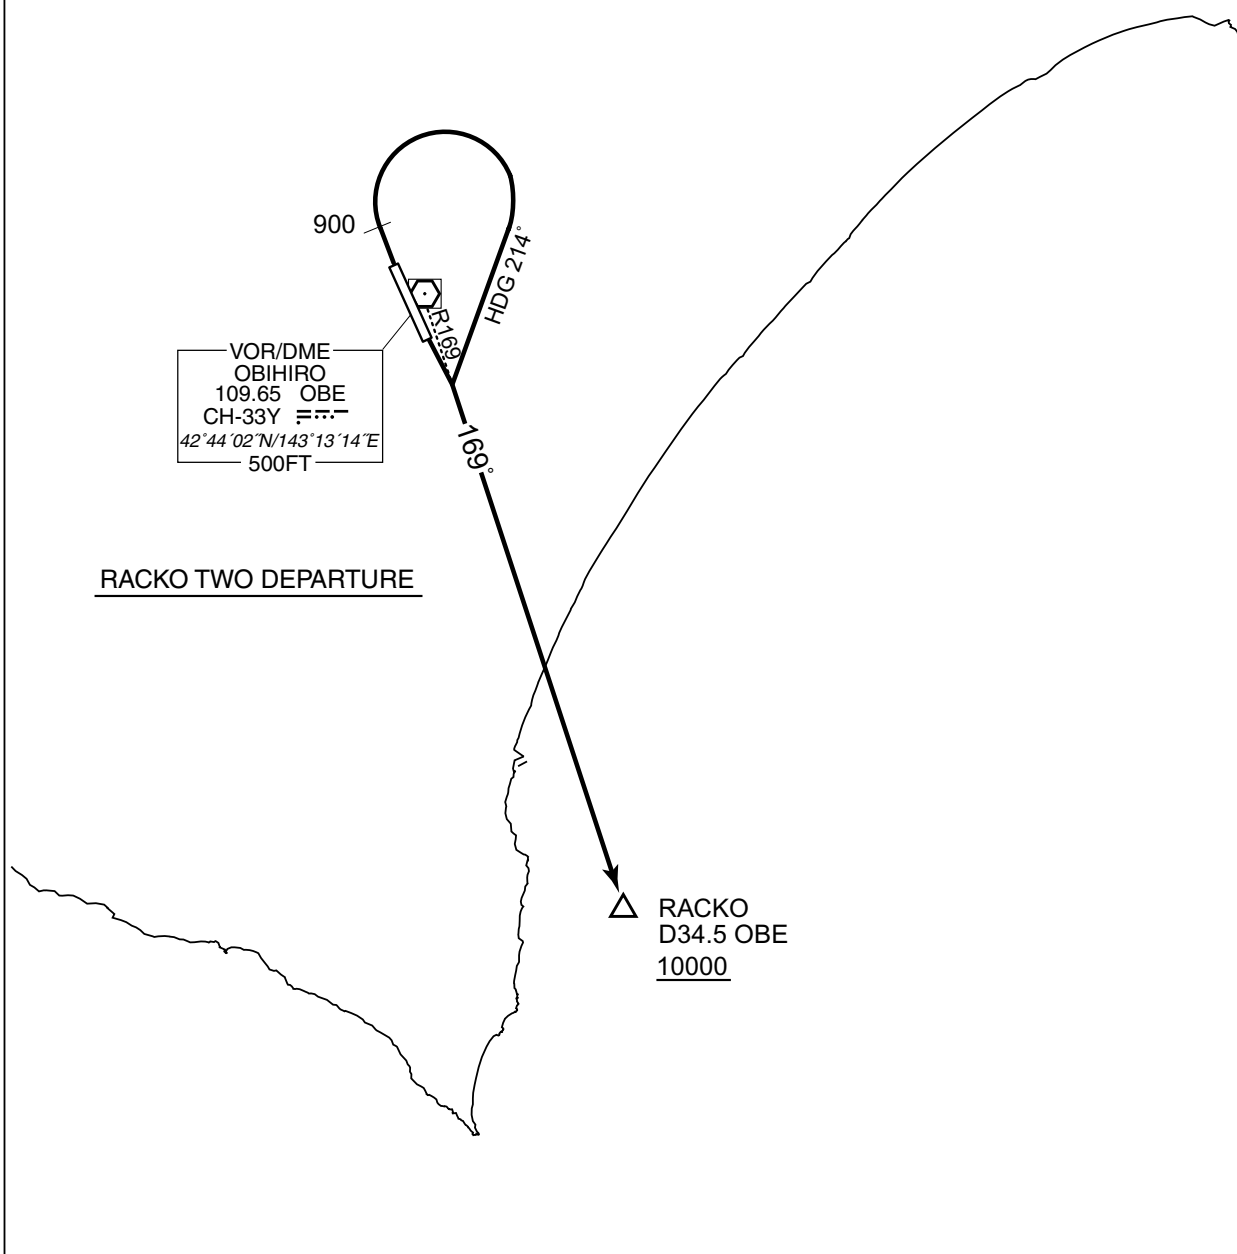 900
HDG 214°
R169
VOR/DME
OBIHIRO
109.65 OBE
CH-33Y
42°44´02˝N/143°13´14˝E
500FT
169°
RACKO TWO DEPARTURE
RACKO
D34.5 OBE
10000